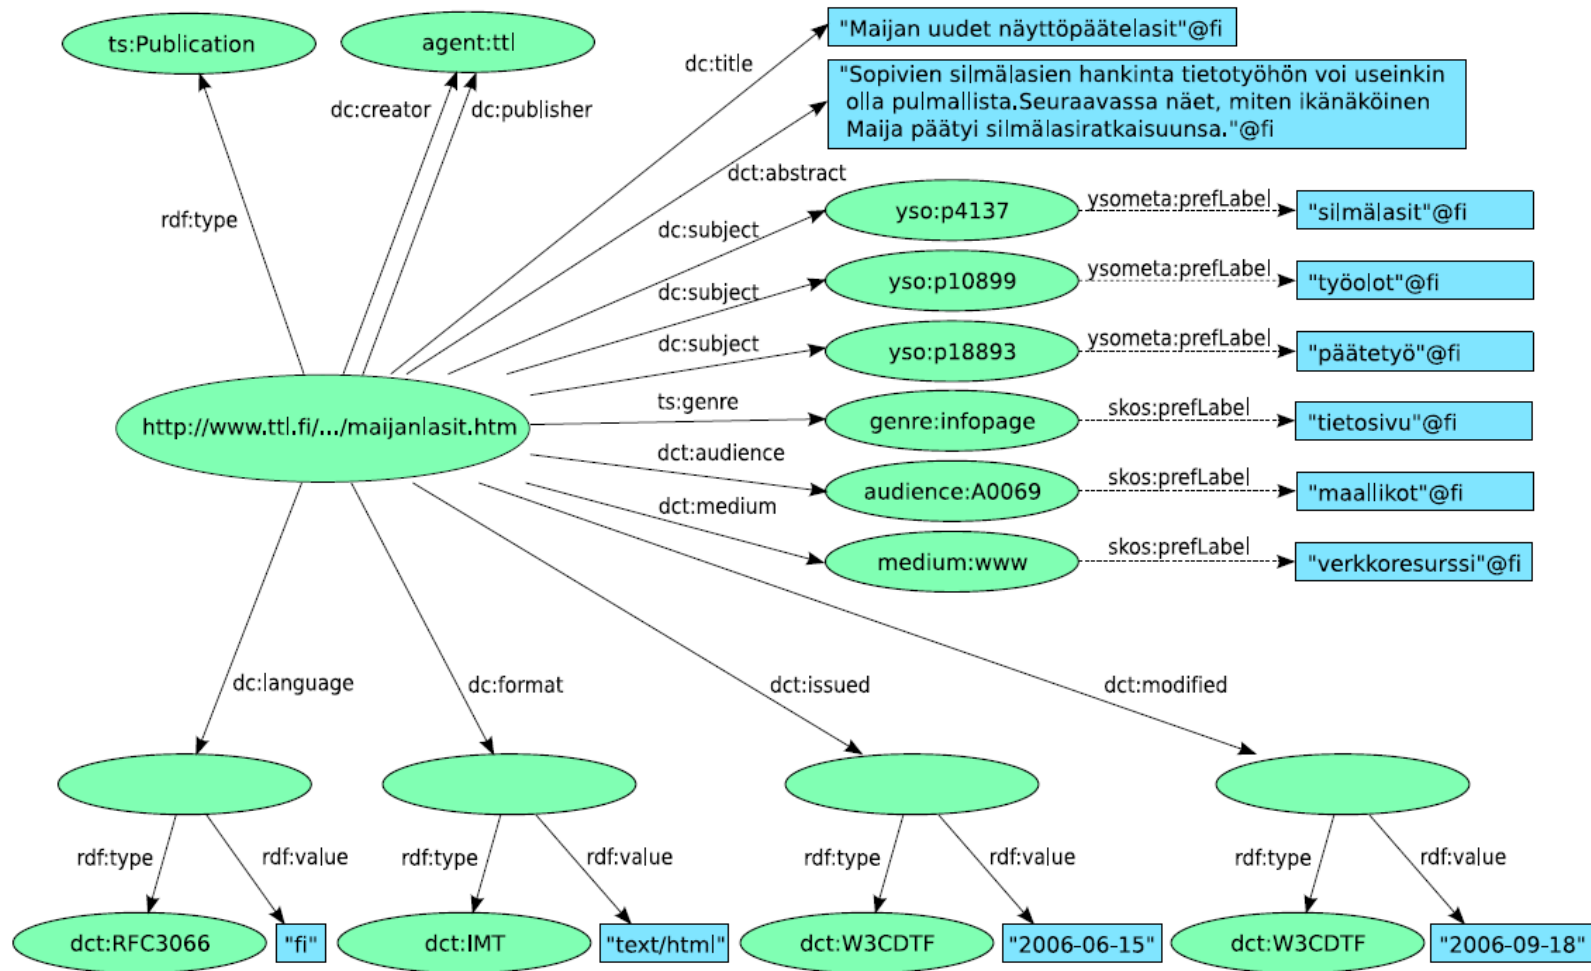 ts:Publication
agent:ttl
"Maijan uudet näyttöpäätelasit"@fi
dc:title
"Sopivien silmälasien hankinta tietotyöhön voi useinkin
olla pulmallista.Seuraavassa näet, miten ikänäköinen
Maija päätyi silmälasiratkaisuunsa."@fi
dc:creator
dc:publisher
dct:abstract
rdf:type
dc:subject
yso:p4137
ysometa:prefLabel
"silmälasit"@fi
dc:subject
yso:p10899
ysometa:prefLabel
"työolot"@fi
dc:subject
yso:p18893
ysometa:prefLabel
"päätetyö"@fi
http://www.ttl.fi/.../maijanlasit.htm
ts:genre
genre:infopage
skos:prefLabel
"tietosivu"@fi
dct:audience
audience:A0069
skos:prefLabel
"maallikot"@fi
dct:medium
medium:www
skos:prefLabel
"verkkoresurssi"@fi
dc:language
dc:format
dct:issued
dct:modified
rdf:type
rdf:value
rdf:type
rdf:value
rdf:type
rdf:value
rdf:type
rdf:value
dct:RFC3066
"fi"
dct:IMT
"text/html"
dct:W3CDTF
"2006-06-15"
dct:W3CDTF
"2006-09-18"